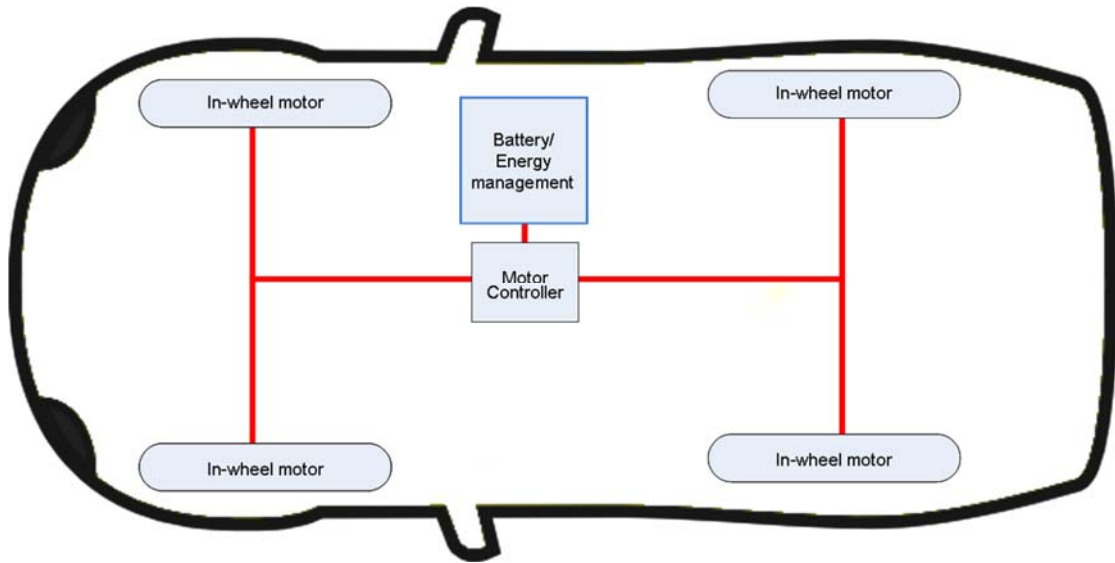 In-wheel motor
In-wheel motor
Battery/
Energy
management
Motor
Controller
In-wheel motor
In-wheel motor